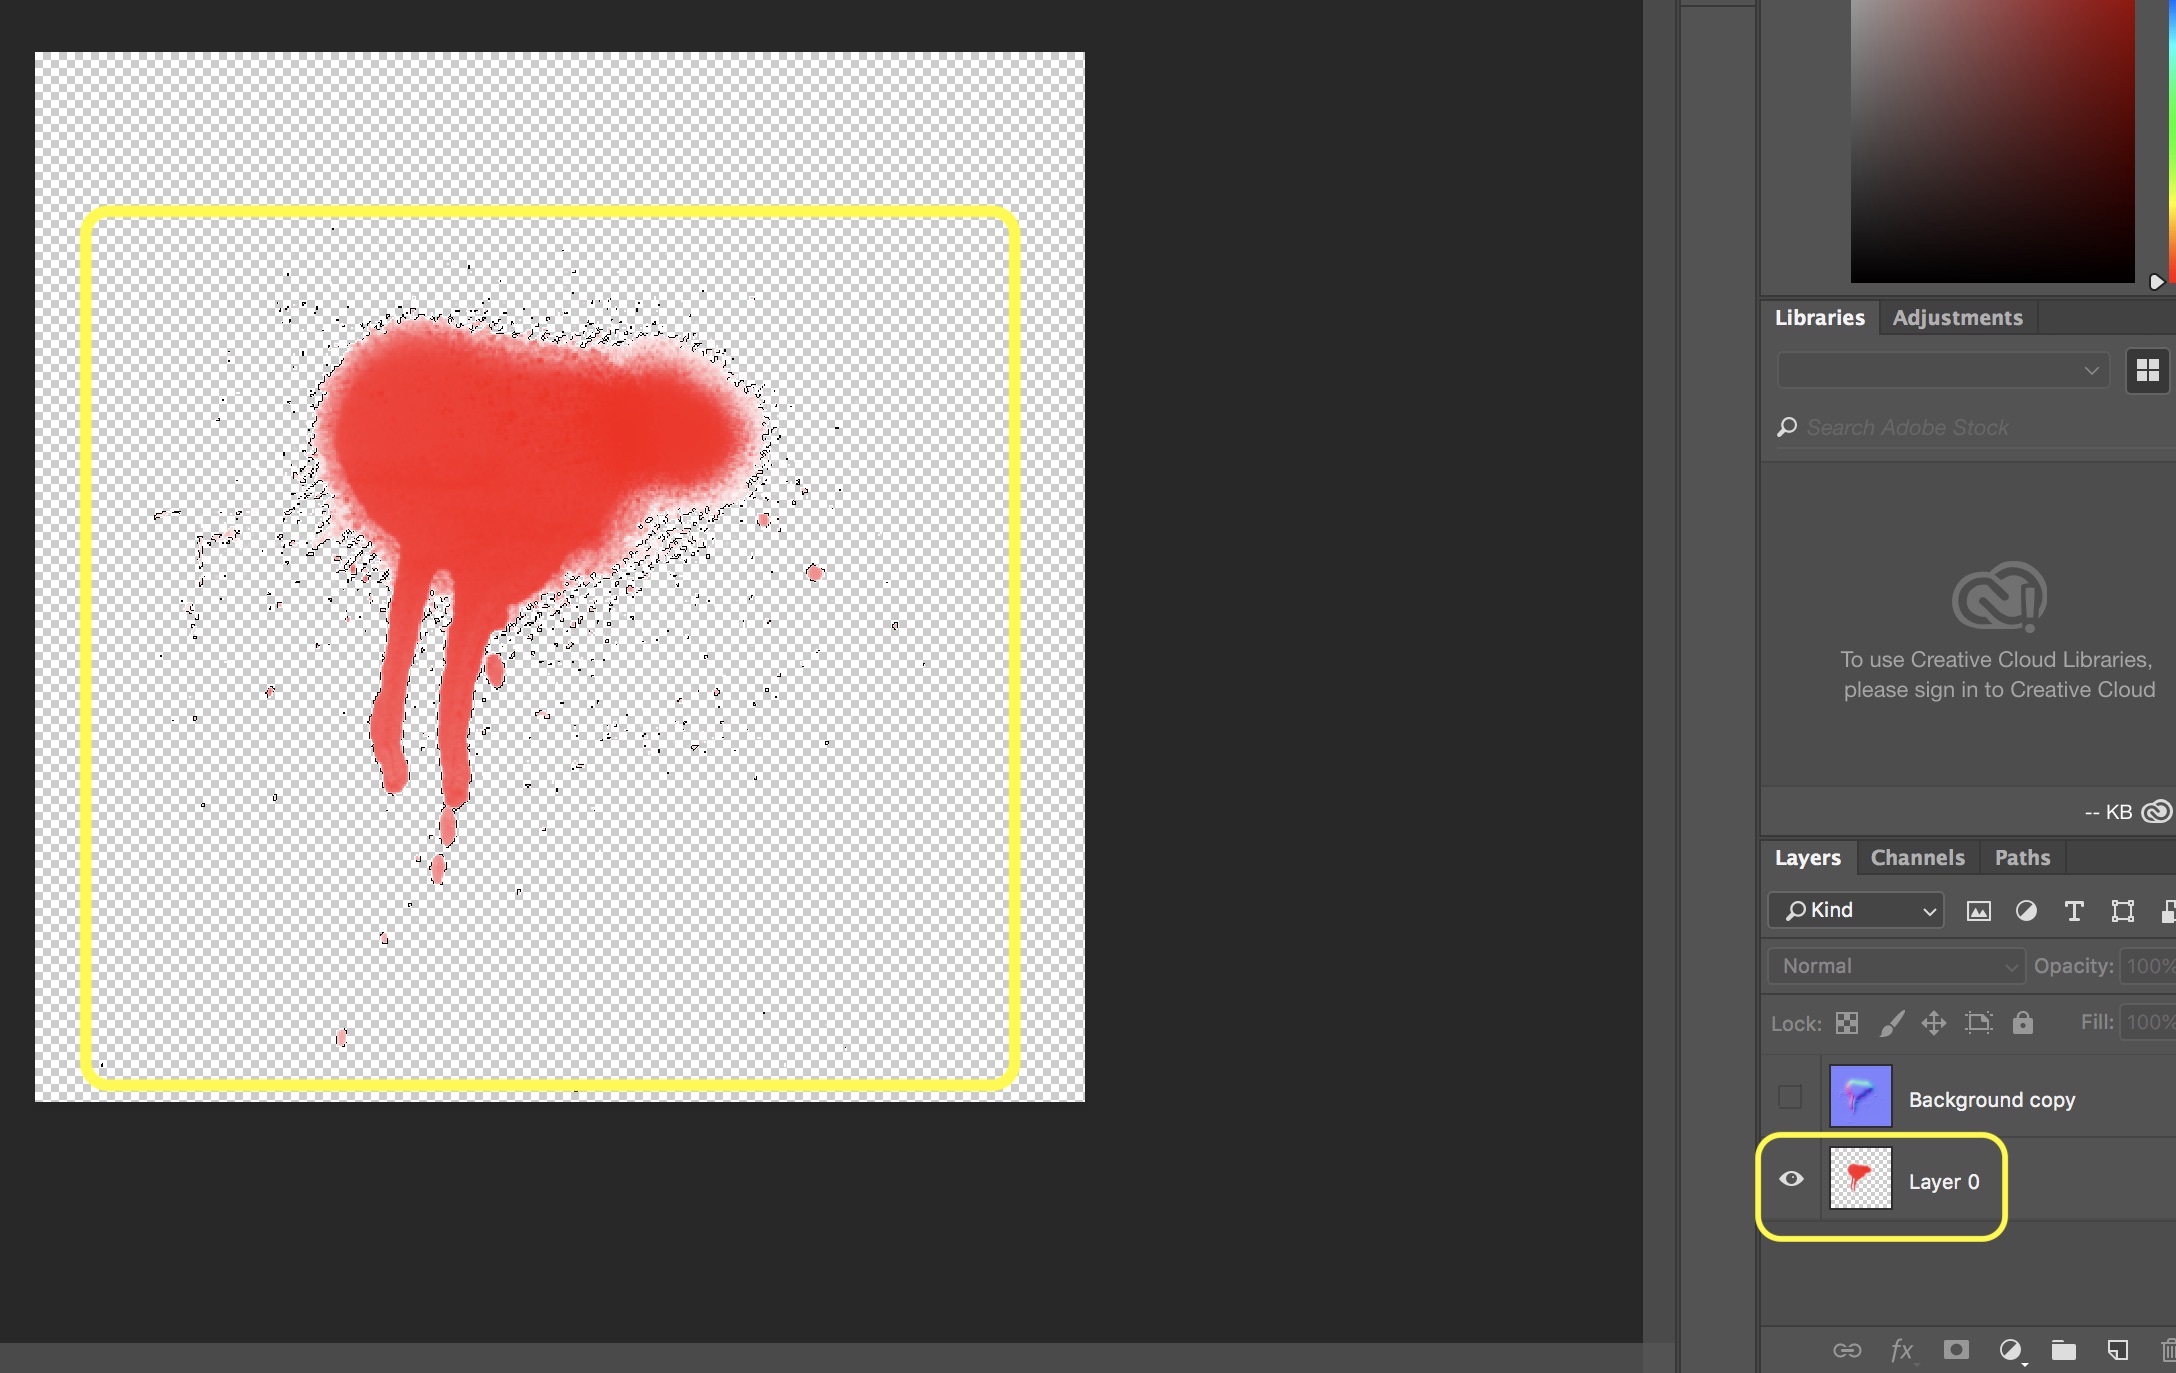 Libraries Adjustments
Search Adobe Stock
To use Creative Cloud Libraries,
please sign in to Creative Cloud
-- KB
Layers Channels Paths
Kind
Normal Opacity: 100%
Lock: Fill: 100%
Background copy
Layer 0
fx